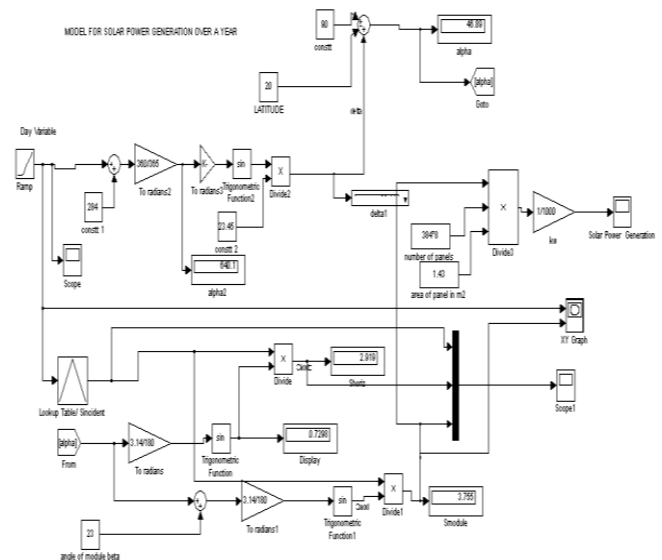 MODEL FOR SOLAR POWER GENERATION OVER A YEAR
90
constt
46.89
alpha
[alpha]
Goto
20
LATITUDE
delta
Day Variable
Ramp
360/365
To radians2
K-
To radians3
sin
Trigonometric
Function2
X
Divide2
284
constt 1
23.45
constt 2
delta1
640.1
alpha2
Scope
384*8
number of panels
1.43
area of panel in m2
X
Divide3
1/1000
kw
Solar Power Generation
XY Graph
Lookup Table/ Sincident
X
Divide
2.919
Shoriz
Scope1
[alpha]
From
3.14/180
To radians
sin
Trigonometric
Function
0.7298
Display
23
angle of module beta
3.14/180
To radians1
sin
Trigonometric
Function1
X
Divide1
3.755
Smodule